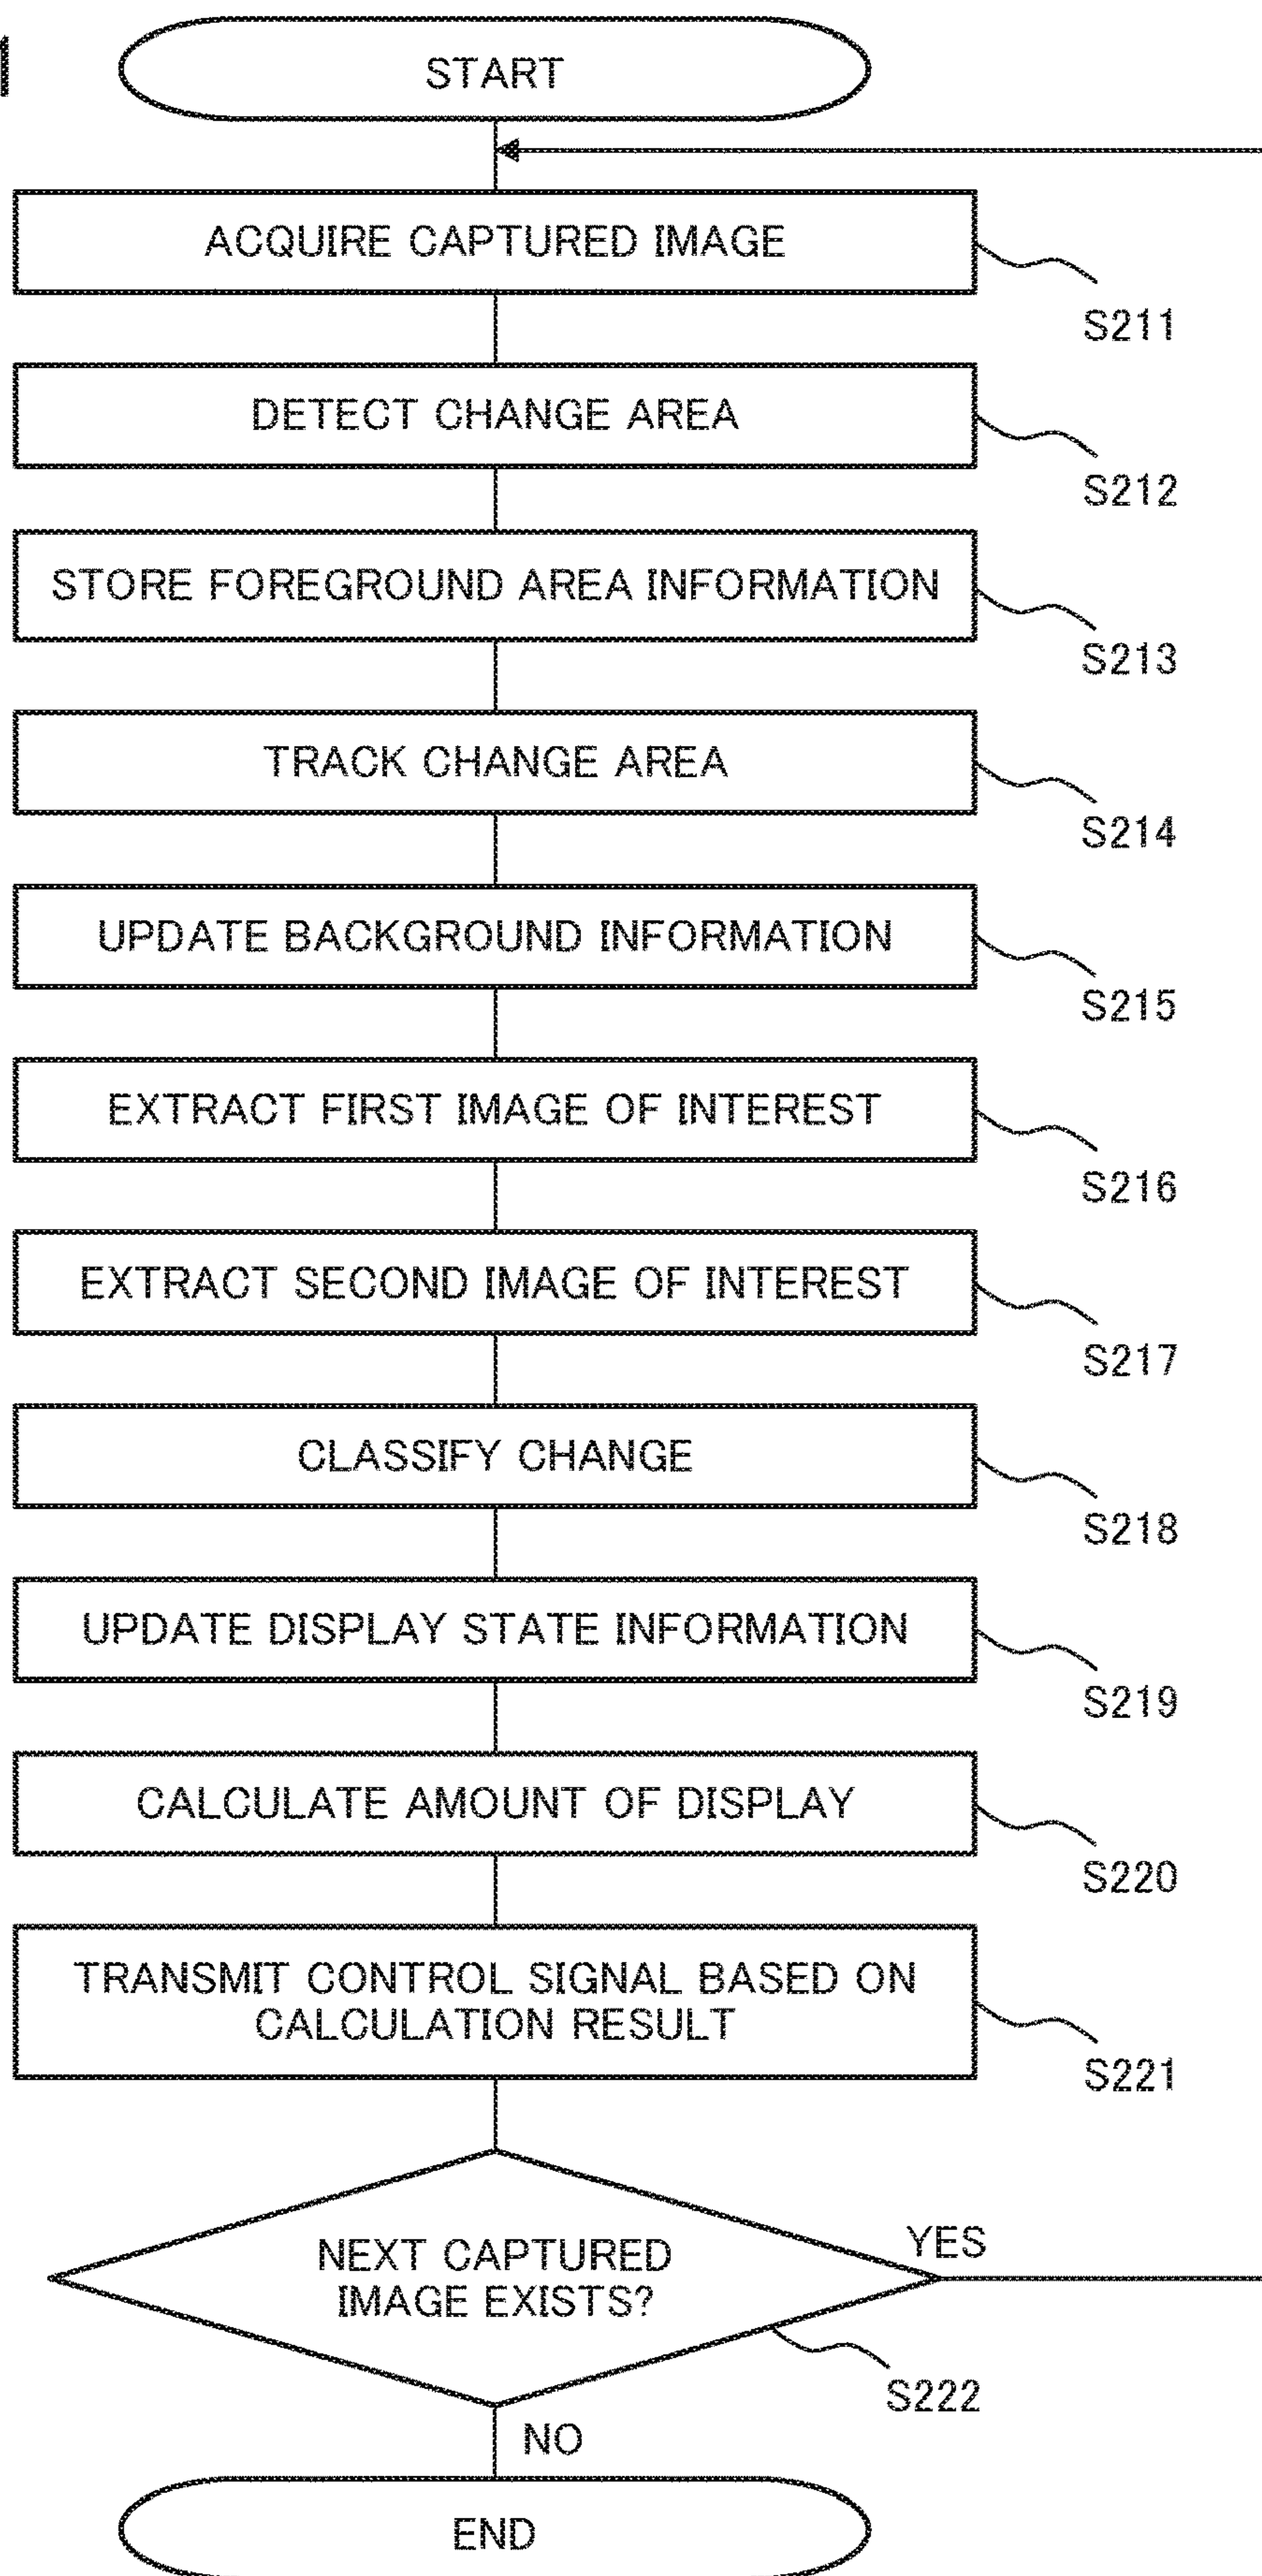 START
ACQUIRE CAPTURED IMAGE
S211
DETECT CHANGE AREA
S212
STORE FOREGROUND AREA INFORMATION
S213
TRACK CHANGE AREA
S214
UPDATE BACKGROUND INFORMATION
S215
EXTRACT FIRST IMAGE OF INTEREST
S216
EXTRACT SECOND IMAGE OF INTEREST
S217
CLASSIFY CHANGE
S218
UPDATE DISPLAY STATE INFORMATION
S219
CALCULATE AMOUNT OF DISPLAY
S220
TRANSMIT CONTROL SIGNAL BASED ON
CALCULATION RESULT
S221
NEXT CAPTURED
IMAGE EXISTS?
YES
S222
NO
END